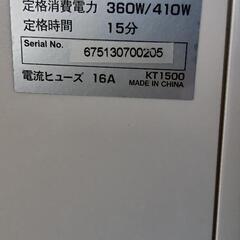 定格消費電力 360W/410W
定格時間 15分
Serial No. 675130700205
電流ヒューズ 16A KT1500
MADE IN CHINA